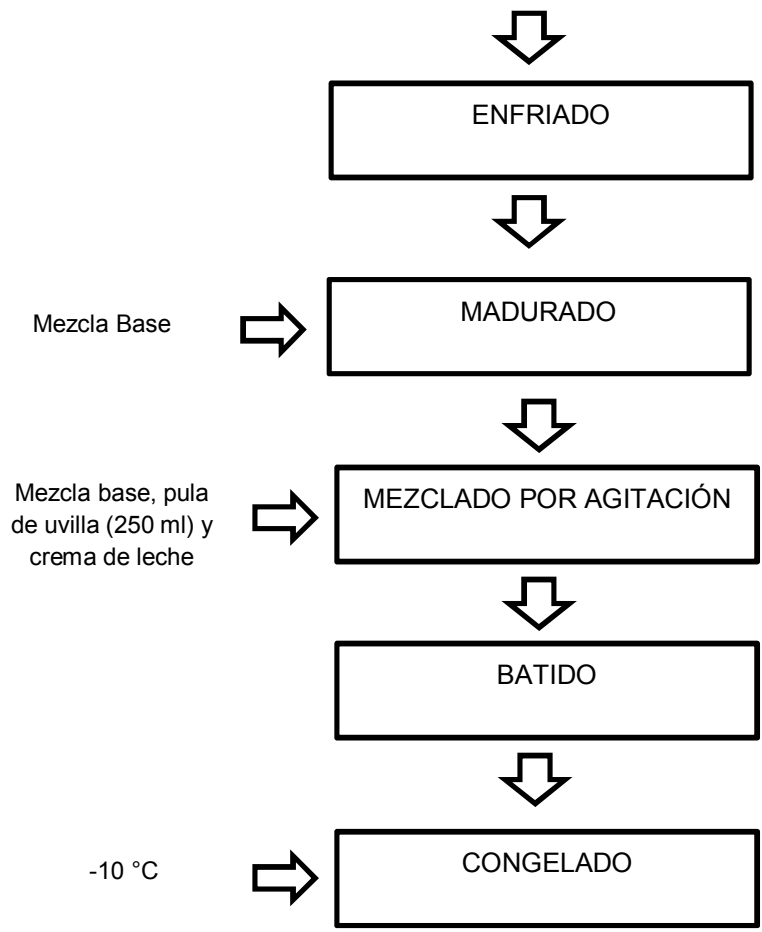 ENFRIADO
Mezcla Base
MADURADO
Mezcla base, pula
de uvilla (250 ml) y
crema de leche
MEZCLADO POR AGITACIÓN
BATIDO
-10 °C
CONGELADO